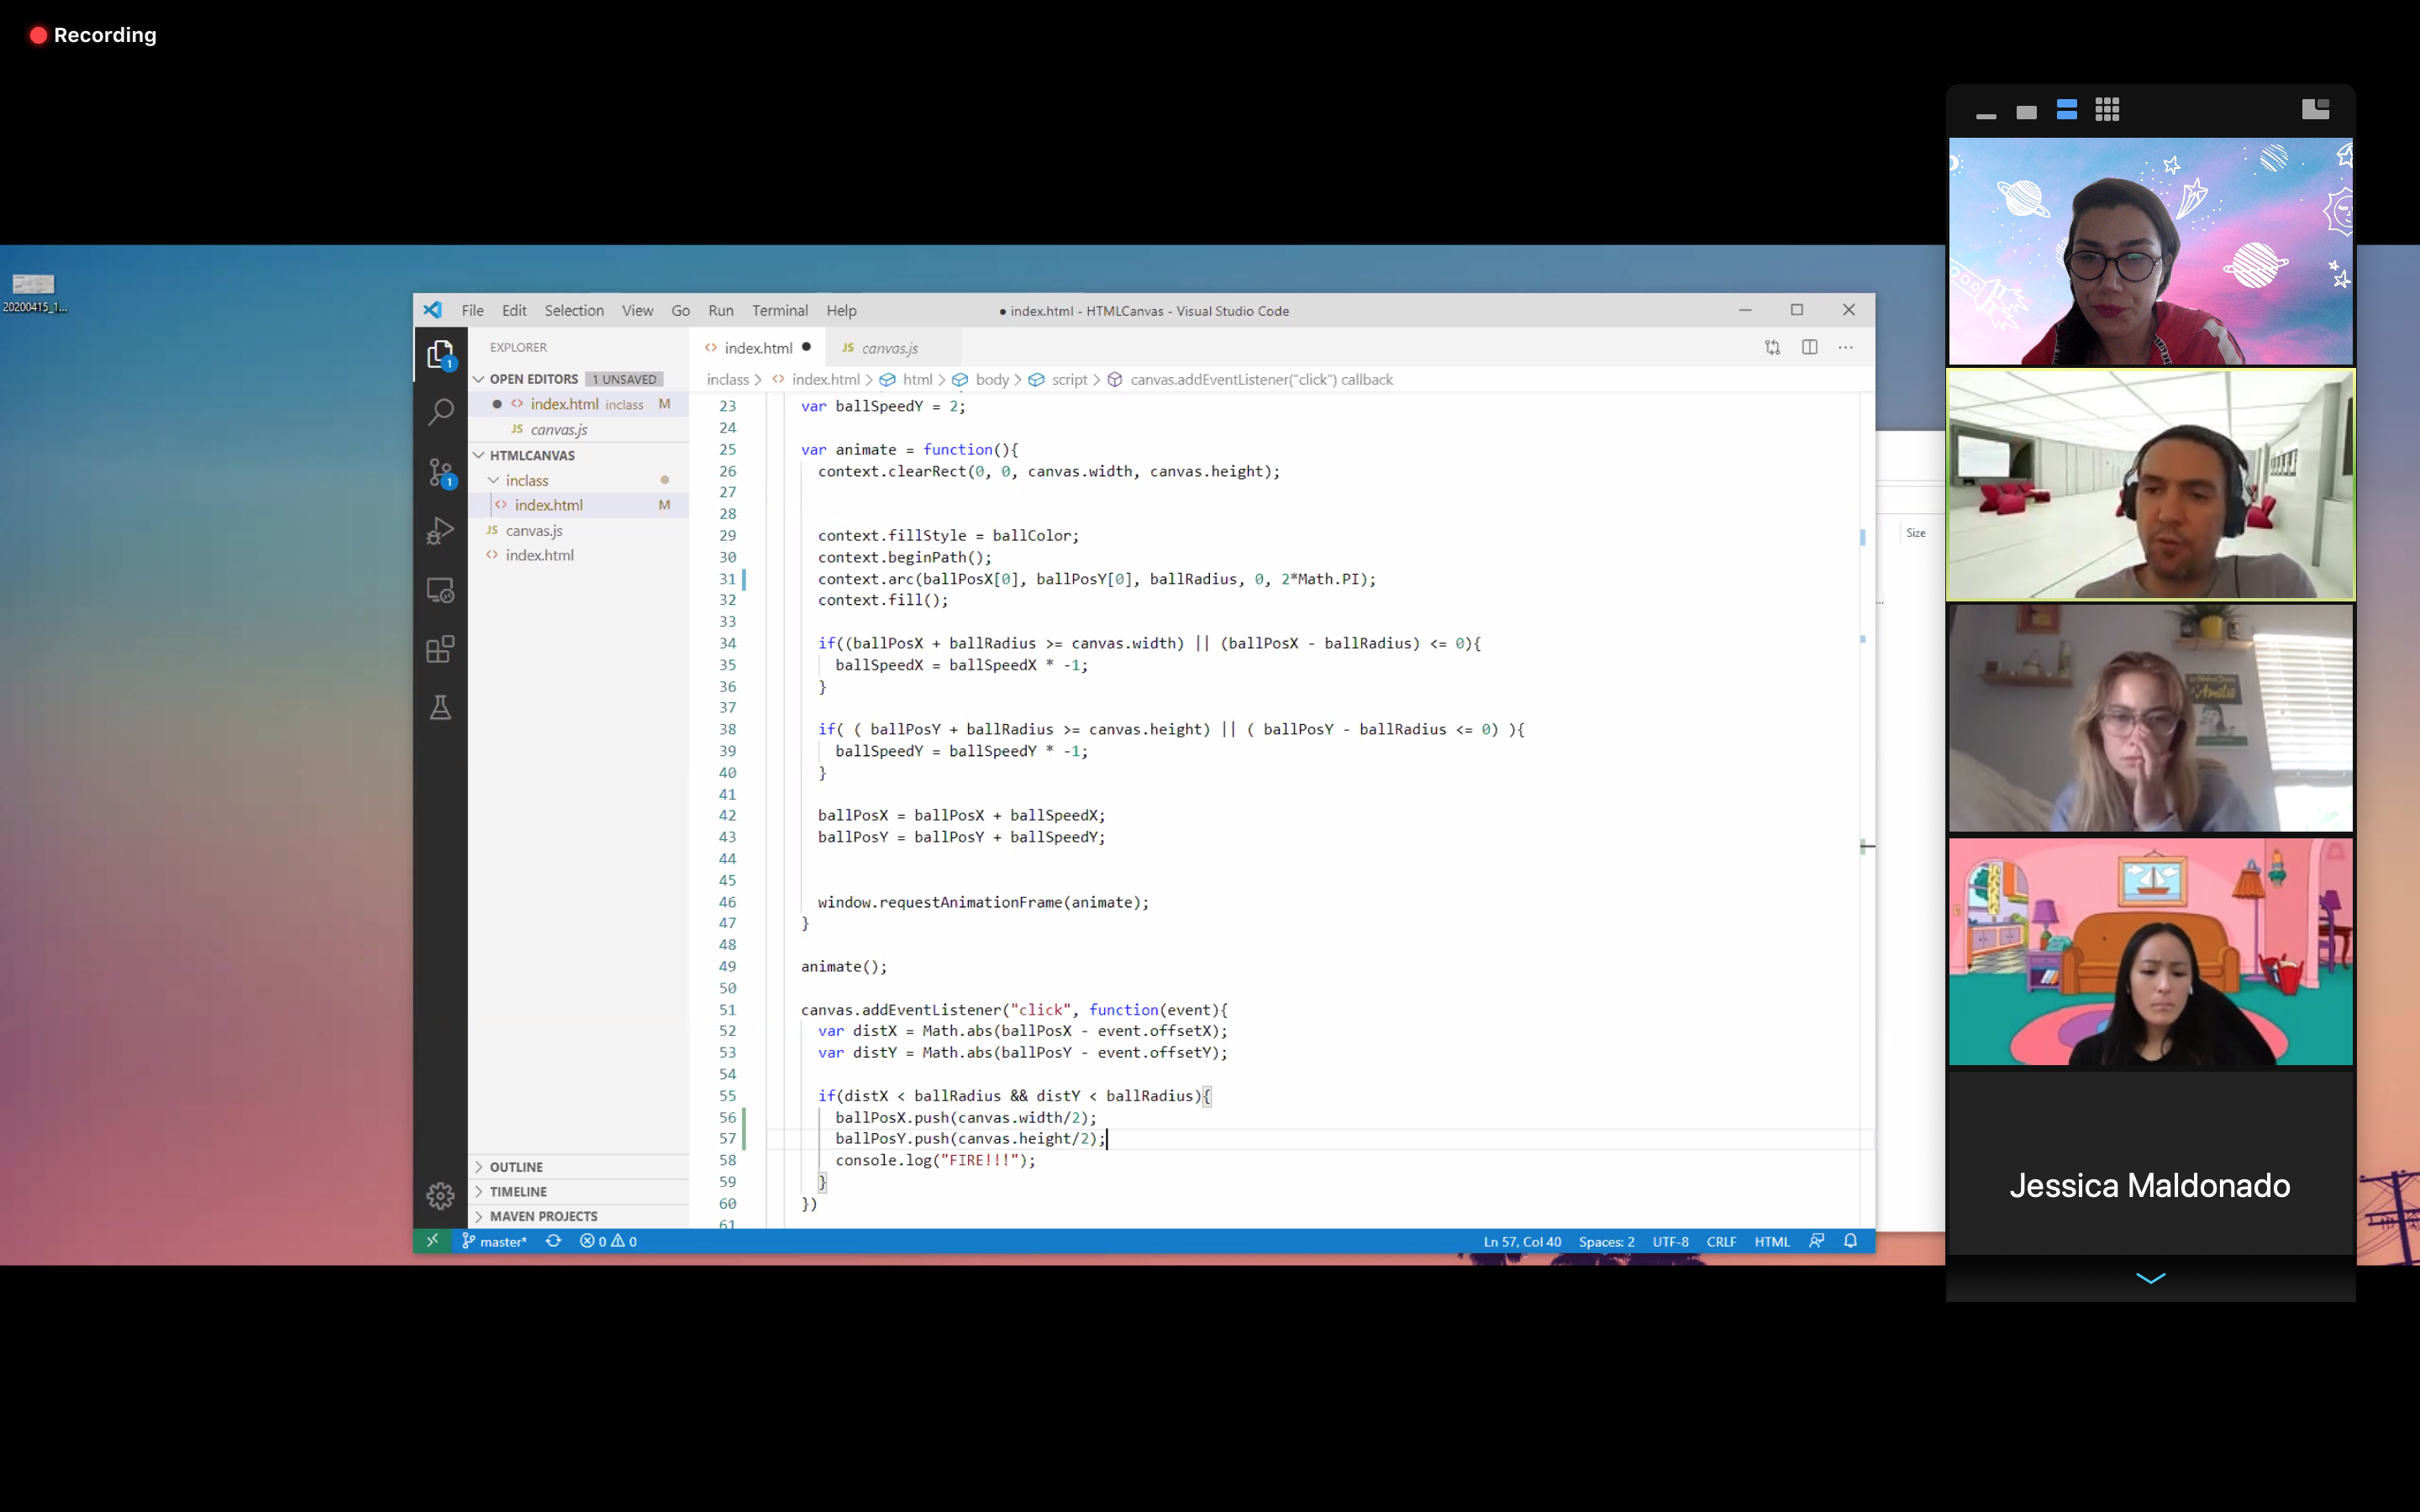 Recording
20200415_1...
File Edit Selection View Go Run Terminal Help
● index.html - HTMLCanvas - Visual Studio Code
EXPLORER
OPEN EDITORS 1 UNSAVED
index.html inclass M
JS canvas.js
HTMLCANVAS
inclass
index.html M
JS canvas.js
index.html
OUTLINE
TIMELINE
MAVEN PROJECTS
1
1
index.html ●
JS canvas.js
inclass > index.html > html > body > script > canvas.addEventListener("click") callback
23 var ballSpeedY = 2;
24
25 var animate = function(){
26 context.clearRect(0, 0, canvas.width, canvas.height);
27
28
29 context.fillStyle = ballColor;
30 context.beginPath();
31 context.arc(ballPosX[0], ballPosY[0], ballRadius, 0, 2*Math.PI);
32 context.fill();
33
34 if((ballPosX + ballRadius >= canvas.width) || (ballPosX - ballRadius) <= 0){
35 ballSpeedX = ballSpeedX * -1;
36 }
37
38 if( ( ballPosY + ballRadius >= canvas.height) || ( ballPosY - ballRadius <= 0) ){
39 ballSpeedY = ballSpeedY * -1;
40 }
41
42 ballPosX = ballPosX + ballSpeedX;
43 ballPosY = ballPosY + ballSpeedY;
44
45
46 window.requestAnimationFrame(animate);
47 }
48
49 animate();
50
51 canvas.addEventListener("click", function(event){
52 var distX = Math.abs(ballPosX - event.offsetX);
53 var distY = Math.abs(ballPosY - event.offsetY);
54
55 if(distX < ballRadius && distY < ballRadius){
56 ballPosX.push(canvas.width/2);
57 ballPosY.push(canvas.height/2);
58 console.log("FIRE!!!");
59 }
60 })
61
master* 0 0
Ln 57, Col 40 Spaces: 2 UTF-8 CRLF HTML
Size
...
Amélie
Jessica Maldonado